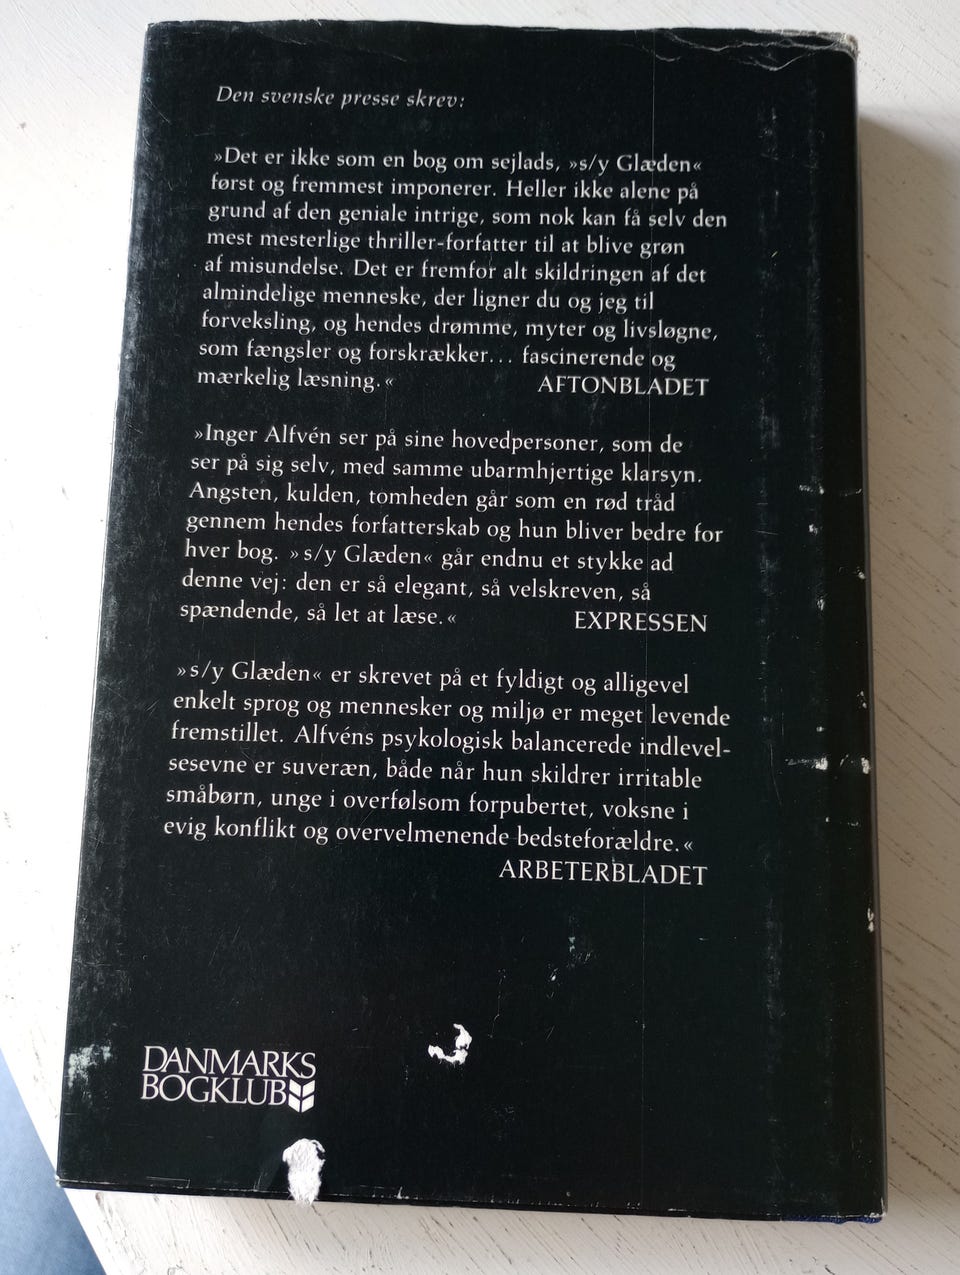 Den svenske presse skrev:
»Det er ikke som en bog om sejlads, »s/y Glæden«
først og fremmest imponerer. Heller ikke alene på
grund af den geniale intrige, som nok kan få selv den
mest mesterlige thriller-forfatter til at blive grøn
af misundelse. Det er fremfor alt skildringen af det
almindelige menneske, der ligner du og jeg til
forveksling, og hendes drømme, myter og livsløgne,
som fængsler og forskrækker... fascinerende og
mærkelig læsning.« AFTONBLADET
»Inger Alfvén ser på sine hovedpersoner, som de
ser på sig selv, med samme ubarmhjertige klarsyn.
Angsten, kulden, tomheden går som en rød tråd
gennem hendes forfatterskab og hun bliver bedre for
hver bog. »s/y Glæden« går endnu et stykke ad
denne vej: den er så elegant, så velskreven, så
spændende, så let at læse.« EXPRESSEN
»s/y Glæden« er skrevet på et fyldigt og alligevel
enkelt sprog og mennesker og miljø er meget levende
fremstillet. Alfvéns psykologisk balancerede indlevel-
sesevne er suveræn, både når hun skildrer irritable
småbørn, unge i overfølsom forpubertet, voksne i
evig konflikt og overvelmenende bedsteforældre.«
ARBETERBLADET
DANMARKS
BOGKLUB